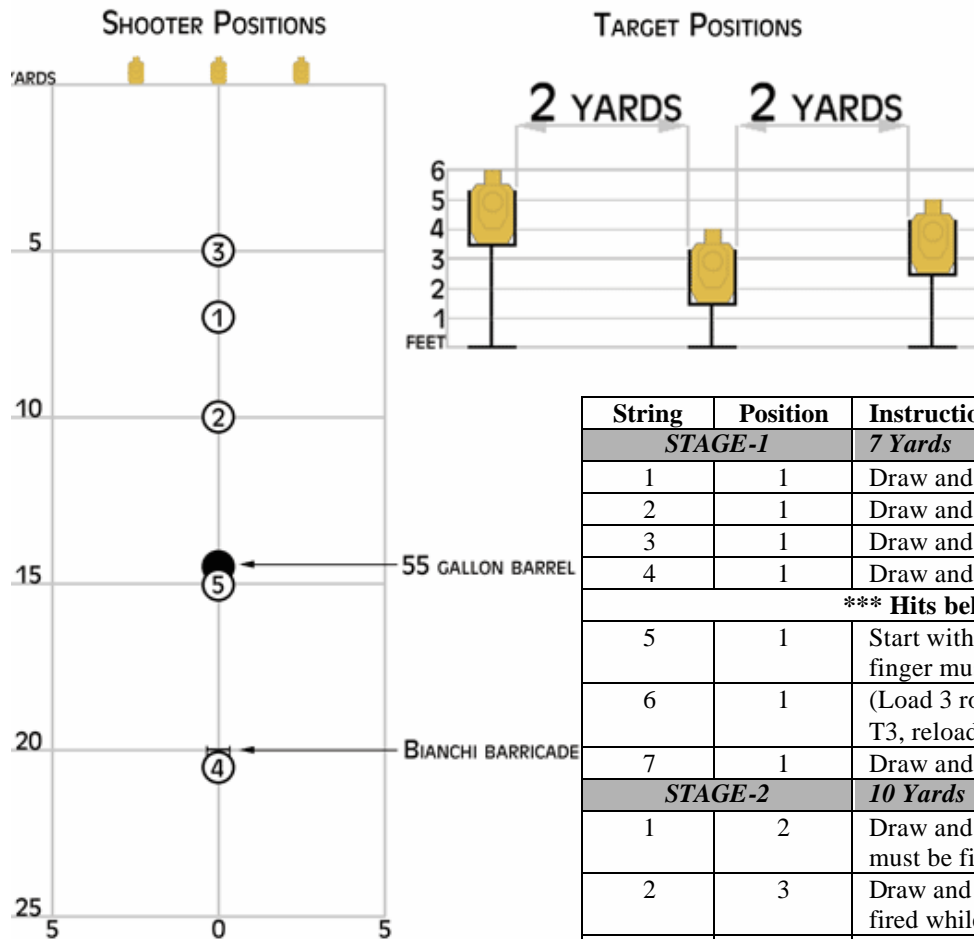 SHOOTER POSITIONS
YARDS
5
10
15
20
25
5 0 5
3
1
2
5
4
55 GALLON BARREL
BIANCHI BARRICADE
TARGET POSITIONS
2 YARDS 2 YARDS
6
5
4
3
2
1
FEET
String Position
STAGE-1 7 Yards
1 1 Draw and
2 1 Draw and
3 1 Draw and
4 1 Draw and
*** Hits
5 1 Start with
finger
6 1 (Load 3
T3, reload
7 1 Draw and
STAGE-2 10 Yards
1 2 Draw and
must be
2 3 Draw and
fired